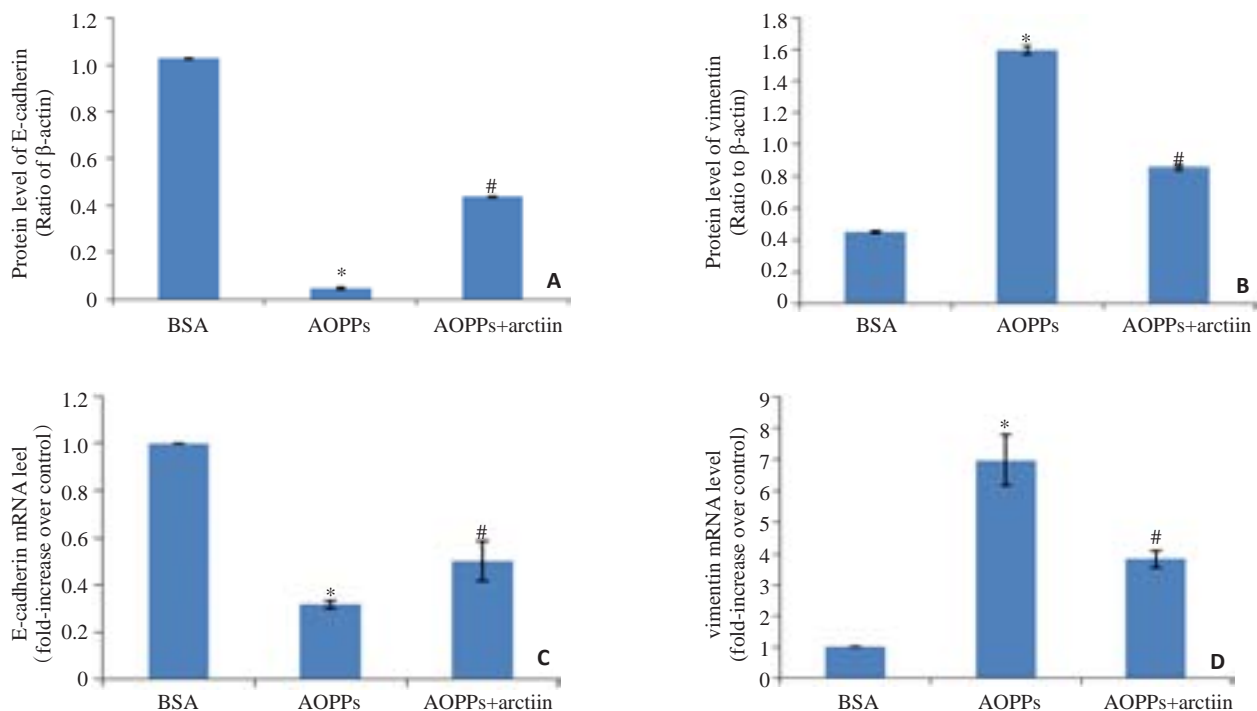 Protein level of E-cadherin
(Ratio of β-actin)
1.2
1.0
0.8
0.6
0.4
0.2
0
*
#
A
BSA AOPPs AOPPs+arctiin
Protein level of vimentin
(Ratio to β-actin)
1.8
1.6
1.4
1.2
1.0
0.8
0.6
0.4
0.2
0
*
#
B
BSA AOPPs AOPPs+arctiin
E-cadherin mRNA leel
(fold-increase over control)
1.2
1.0
0.8
0.6
0.4
0.2
0
*
#
C
BSA AOPPs AOPPs+arctiin
vimentin mRNA level
(fold-increase over control)
9
8
7
6
5
4
3
2
1
0
*
#
D
BSA AOPPs AOPPs+arctiin